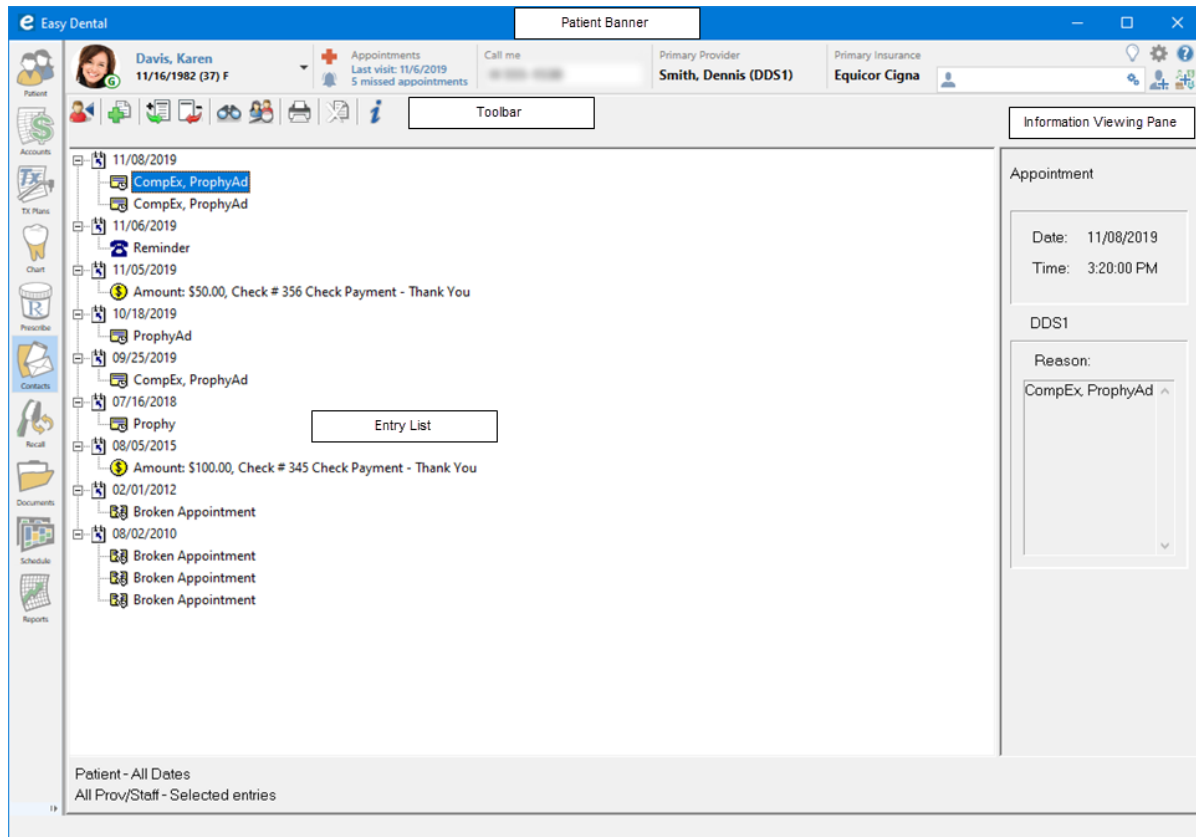 Easy Dental
Patient Banner
Davis, Karen
11/16/1982 (37) F
G
Appointments
Last visit: 11/6/2019
5 missed appointments
Call me
Primary Provider
Smith, Dennis (DDS1)
Primary Insurance
Equicor Cigna
Toolbar
Information Viewing Pane
Patient
Accounts
TX Plans
Chart
Prescribe
Contacts
Recall
Documents
Schedule
Reports
11/08/2019
CompEx, ProphyAd
CompEx, ProphyAd
11/06/2019
Reminder
11/05/2019
Amount: $50.00, Check # 356 Check Payment - Thank You
10/18/2019
ProphyAd
09/25/2019
CompEx, ProphyAd
07/16/2018
Prophy
Entry List
08/05/2015
Amount: $100.00, Check # 345 Check Payment - Thank You
02/01/2012
Broken Appointment
08/02/2010
Broken Appointment
Broken Appointment
Broken Appointment
Appointment
Date: 11/08/2019
Time: 3:20:00 PM
DDS1
Reason:
CompEx, ProphyAd
Patient - All Dates
All Prov/Staff - Selected entries